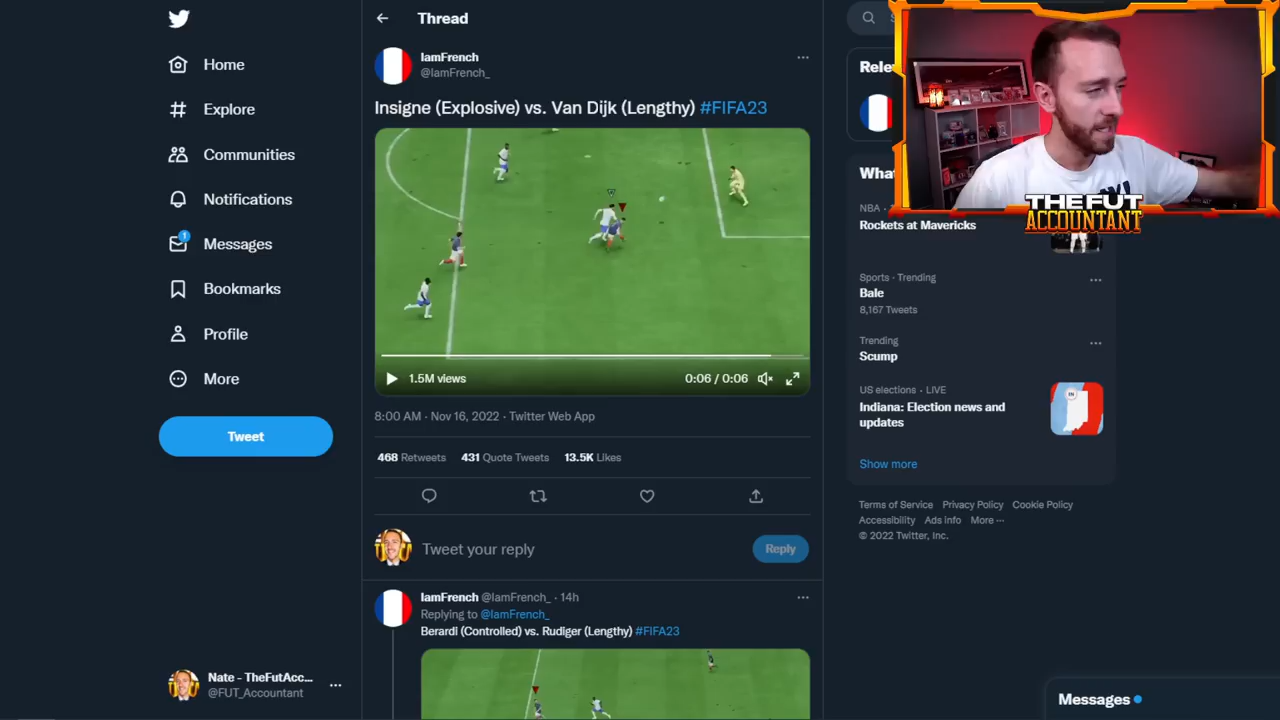 Home
Explore
Communities
Notifications
1
Messages
Bookmarks
Profile
More
Tweet
Nate - TheFutAcc...
@FUT_Accountant
Thread
IamFrench
@IamFrench_
Insigne (Explosive) vs. Van Dijk (Lengthy) #FIFA23
1.5M views
0:06 / 0:06
8:00 AM · Nov 16, 2022 · Twitter Web App
468 Retweets 431 Quote Tweets 13.5K Likes
Tweet your reply
Reply
IamFrench @IamFrench_ · 14h
Replying to @IamFrench_
Berardi (Controlled) vs. Rudiger (Lengthy) #FIFA23
THE FUT
ACCOUNTANT
NBA ·
Rockets at Mavericks
Sports · Trending
Bale
8,167 Tweets
Trending
Scump
US elections · LIVE
Indiana: Election news and
updates
Show more
Terms of Service Privacy Policy Cookie Policy
Accessibility Ads info More ···
© 2022 Twitter, Inc.
Messages